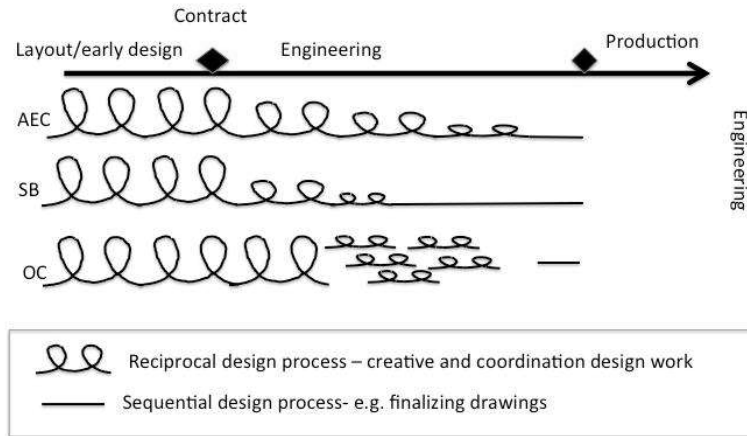 Contract
Layout/early design
Engineering
Production
AEC
SB
OC
Engineering
Reciprocal design process – creative and coordination design work
Sequential design process- e.g. finalizing drawings